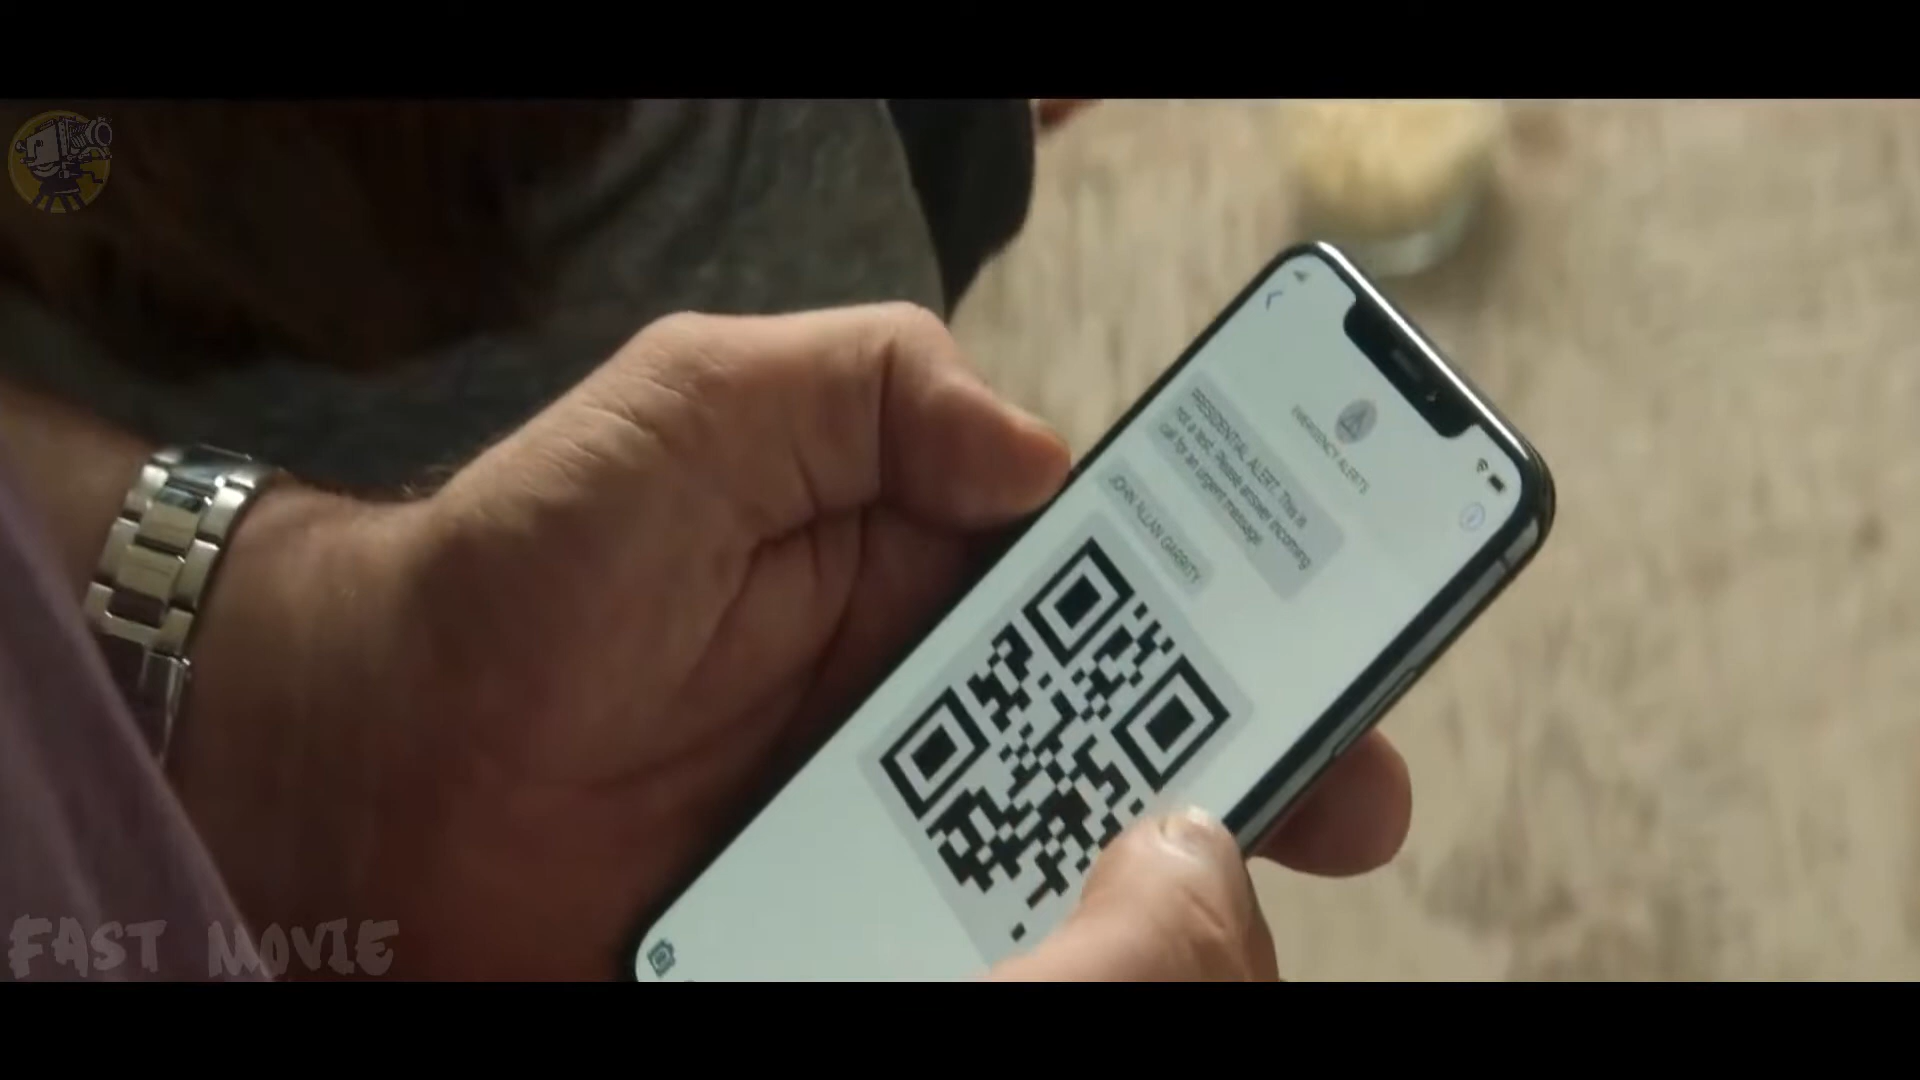 EMERGENCY ALERTS
PRESIDENTIAL ALERT. This is
not a test. Please answer incoming
call for an urgent message.
JOHN ALLAN GARRITY
FAST MOVIE